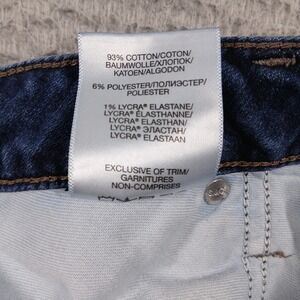 93% COTTON/COTON/
BAUMWOLLE/ХЛОПОК/
KATOEN/ALGODON
6% POLYESTER/ПОЛИЭСТЕР/
POLIESTER
1% LYCRA® ELASTANE/
LYCRA® ÉLASTHANNE/
LYCRA® ELASTHAN/
LYCRA® ЭЛАСТАН/
LYCRA® ELASTAAN
EXCLUSIVE OF TRIM/
GARNITURES
NON-COMPRISES